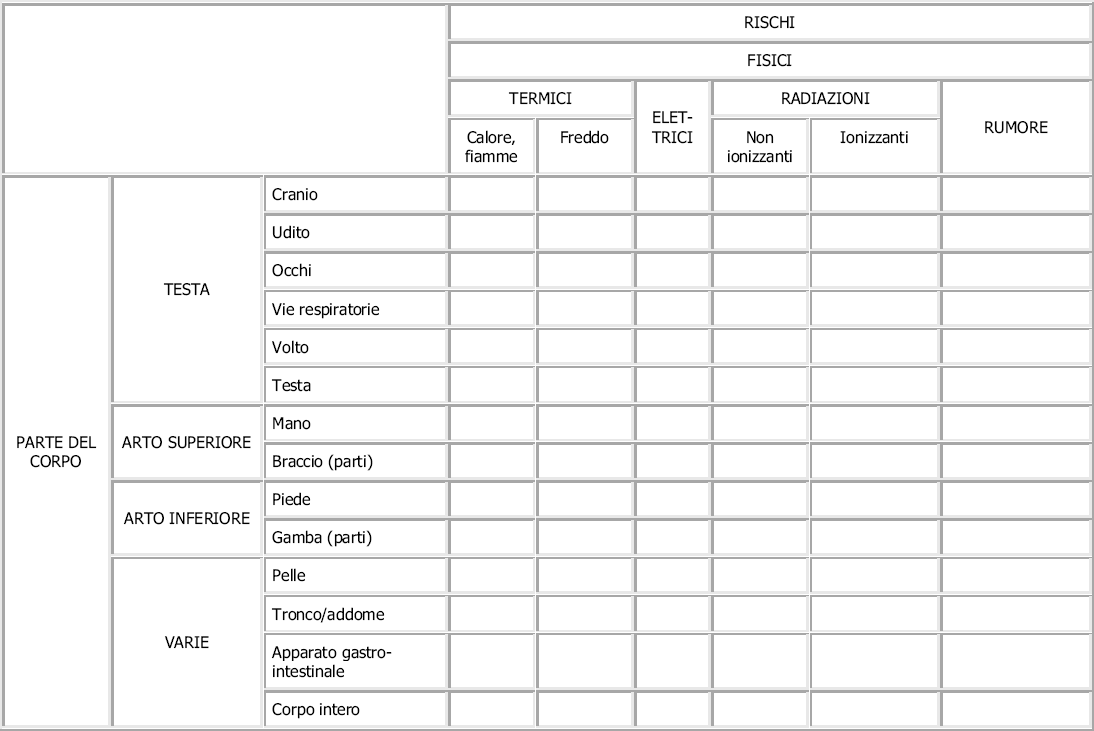 RISCHI
FISICI
TERMICI
ELET-
TRICI
RADIAZIONI
RUMORE
Calore,
fiamme
Freddo
Non
ionizzanti
Ionizzanti
PARTE DEL
CORPO
TESTA
Cranio
Udito
Occhi
Vie respiratorie
Volto
Testa
ARTO SUPERIORE
Mano
Braccio (parti)
ARTO INFERIORE
Piede
Gamba (parti)
VARIE
Pelle
Tronco/addome
Apparato gastro-
intestinale
Corpo intero